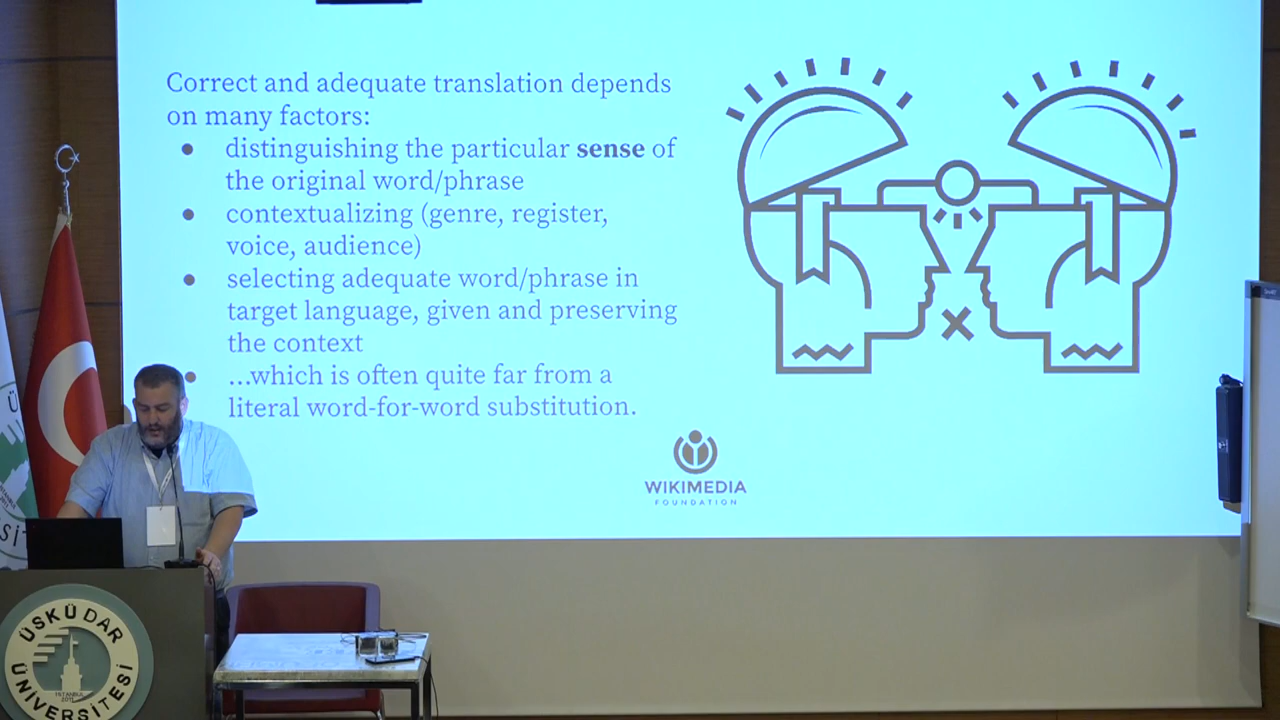 Correct and adequate translation depends
on many factors:
● distinguishing the particular sense of
the original word/phrase
● contextualizing (genre, register,
voice, audience)
● selecting adequate word/phrase in
target language, given and preserving
the context
● ...which is often quite far from a
literal word-for-word substitution.
WIKIMEDIA
FOUNDATION
ÜSKÜDAR
ÜNİVERSİTESİ
İSTANBUL
2011